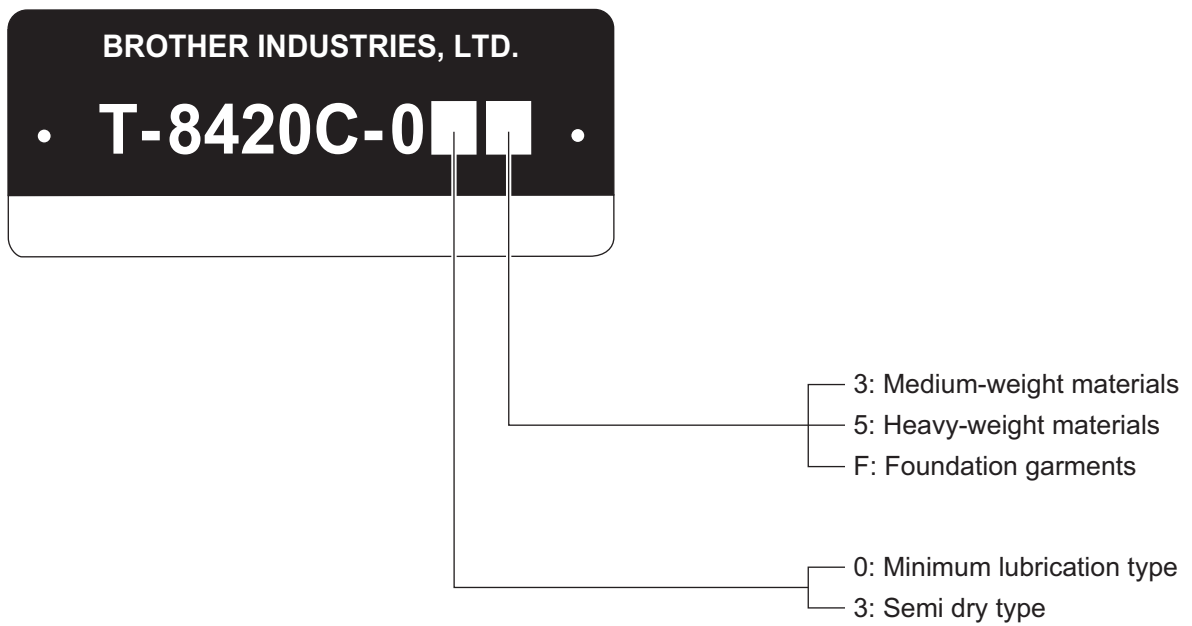 BROTHER INDUSTRIES, LTD.
T-8420C-0
3: Medium-weight materials
5: Heavy-weight materials
F: Foundation garments
0: Minimum lubrication type
3: Semi dry type